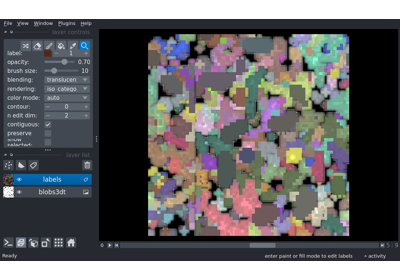 File View Window Plugins Help
layer controls
label: 1
opacity: 0.70
brush size: 10
blending: translucen
rendering: iso_catego
color mode: auto
contour: 0
n edit dim: 2
contiguous:
preserve
selected:
layer list
labels
blobs3dt
enter paint or fill mode to edit labels activity